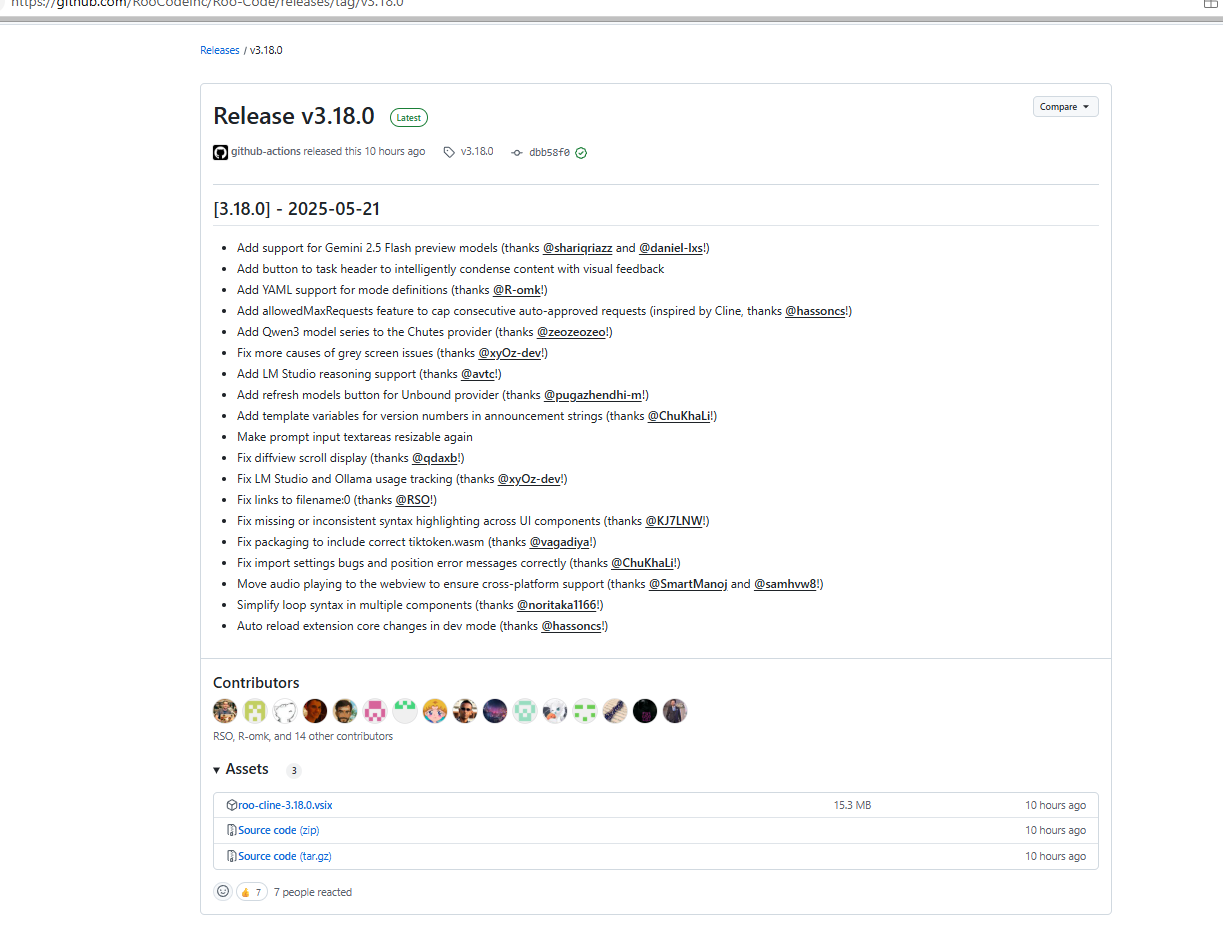 https://github.com/RooCodeInc/Roo-Code/releases/tag/v3.18.0
Releases / v3.18.0
Release v3.18.0 Latest
Compare
github-actions released this 10 hours ago v3.18.0 dbb58f0
[3.18.0] - 2025-05-21
• Add support for Gemini 2.5 Flash preview models (thanks @shariqriazz and @daniel-lxs!)
• Add button to task header to intelligently condense content with visual feedback
• Add YAML support for mode definitions (thanks @R-omk!)
• Add allowedMaxRequests feature to cap consecutive auto-approved requests (inspired by Cline, thanks @hassoncs!)
• Add Qwen3 model series to the Chutes provider (thanks @zeozeozeo!)
• Fix more causes of grey screen issues (thanks @xyOz-dev!)
• Add LM Studio reasoning support (thanks @avtc!)
• Add refresh models button for Unbound provider (thanks @pugazhendhi-m!)
• Add template variables for version numbers in announcement strings (thanks @ChuKhaLi!)
• Make prompt input textareas resizable again
• Fix diffview scroll display (thanks @qdaxb!)
• Fix LM Studio and Ollama usage tracking (thanks @xyOz-dev!)
• Fix links to filename:0 (thanks @RSO!)
• Fix missing or inconsistent syntax highlighting across UI components (thanks @KJ7LNW!)
• Fix packaging to include correct tiktoken.wasm (thanks @vagadiya!)
• Fix import settings bugs and position error messages correctly (thanks @ChuKhaLi!)
• Move audio playing to the webview to ensure cross-platform support (thanks @SmartManoj and @samhvw8!)
• Simplify loop syntax in multiple components (thanks @noritaka1166!)
• Auto reload extension core changes in dev mode (thanks @hassoncs!)
Contributors
RSO, R-omk, and 14 other contributors
Assets 3
roo-cline-3.18.0.vsix 15.3 MB 10 hours ago
Source code (zip) 10 hours ago
Source code (tar.gz) 10 hours ago
👍 7 7 people reacted